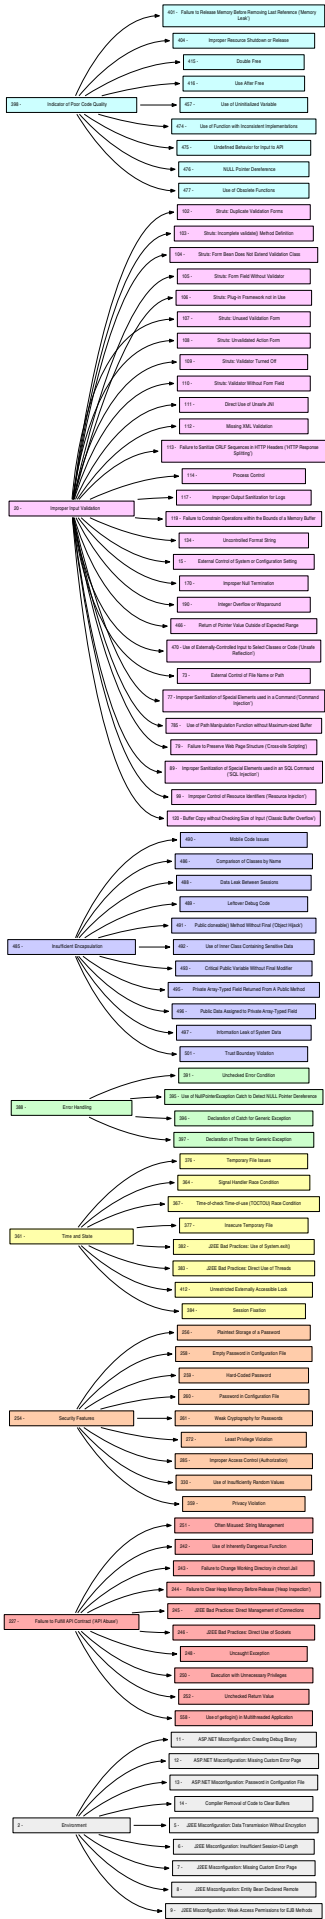 401 - Failure to Release Memory Before Removing Last Reference ('Memory
Leak')
404 - Improper Resource Shutdown or Release
415 - Double Free
416 - Use After Free
398 - Indicator of Poor Code Quality
457 - Use of Uninitialized Variable
474 - Use of Function with Inconsistent Implementations
475 - Undefined Behavior for Input to API
476 - NULL Pointer Dereference
477 - Use of Obsolete Functions
102 - Struts: Duplicate Validation Forms
103 - Struts: Incomplete validate() Method Definition
104 - Struts: Form Bean Does Not Extend Validation Class
105 - Struts: Form Field Without Validator
106 - Struts: Plug-in Framework not in Use
107 - Struts: Unused Validation Form
108 - Struts: Unvalidated Action Form
109 - Struts: Validator Turned Off
110 - Struts: Validator Without Form Field
111 - Direct Use of Unsafe JNI
112 - Missing XML Validation
113 - Failure to Sanitize CRLF Sequences in HTTP Headers ('HTTP Response
Splitting')
114 - Process Control
117 - Improper Output Sanitization for Logs
20 - Improper Input Validation
119 - Failure to Constrain Operations within the Bounds of a Memory Buffer
134 - Uncontrolled Format String
15 - External Control of System or Configuration Setting
170 - Improper Null Termination
190 - Integer Overflow or Wraparound
466 - Return of Pointer Value Outside of Expected Range
470 - Use of Externally-Controlled Input to Select Classes or Code ('Unsafe
Reflection')
73 - External Control of File Name or Path
77 - Improper Sanitization of Special Elements used in a Command ('Command
Injection')
785 - Use of Path Manipulation Function without Maximum-sized Buffer
79 - Failure to Preserve Web Page Structure ('Cross-site Scripting')
89 - Improper Sanitization of Special Elements used in an SQL Command
('SQL Injection')
99 - Improper Control of Resource Identifiers ('Resource Injection')
120 - Buffer Copy without Checking Size of Input ('Classic Buffer Overflow')
490 - Mobile Code Issues
486 - Comparison of Classes by Name
488 - Data Leak Between Sessions
489 - Leftover Debug Code
491 - Public cloneable() Method Without Final ('Object Hijack')
485 - Insufficient Encapsulation
492 - Use of Inner Class Containing Sensitive Data
493 - Critical Public Variable Without Final Modifier
495 - Private Array-Typed Field Returned From A Public Method
496 - Public Data Assigned to Private Array-Typed Field
497 - Information Leak of System Data
501 - Trust Boundary Violation
391 - Unchecked Error Condition
395 - Use of NullPointerException Catch to Detect NULL Pointer Dereference
388 - Error Handling
396 - Declaration of Catch for Generic Exception
397 - Declaration of Throws for Generic Exception
376 - Temporary File Issues
364 - Signal Handler Race Condition
367 - Time-of-check Time-of-use (TOCTOU) Race Condition
377 - Insecure Temporary File
361 - Time and State
382 - J2EE Bad Practices: Use of System.exit()
383 - J2EE Bad Practices: Direct Use of Threads
412 - Unrestricted Externally Accessible Lock
384 - Session Fixation
256 - Plaintext Storage of a Password
258 - Empty Password in Configuration File
259 - Hard-Coded Password
260 - Password in Configuration File
254 - Security Features
261 - Weak Cryptography for Passwords
272 - Least Privilege Violation
285 - Improper Access Control (Authorization)
330 - Use of Insufficiently Random Values
359 - Privacy Violation
251 - Often Misused: String Management
242 - Use of Inherently Dangerous Function
243 - Failure to Change Working Directory in chroot Jail
244 - Failure to Clear Heap Memory Before Release ('Heap Inspection')
245 - J2EE Bad Practices: Direct Management of Connections
227 - Failure to Fulfill API Contract ('API Abuse')
246 - J2EE Bad Practices: Direct Use of Sockets
248 - Uncaught Exception
250 - Execution with Unnecessary Privileges
252 - Unchecked Return Value
558 - Use of getlogin() in Multithreaded Application
11 - ASP.NET Misconfiguration: Creating Debug Binary
12 - ASP.NET Misconfiguration: Missing Custom Error Page
13 - ASP.NET Misconfiguration: Password in Configuration File
14 - Compiler Removal of Code to Clear Buffers
2 - Environment
5 - J2EE Misconfiguration: Data Transmission Without Encryption
6 - J2EE Misconfiguration: Insufficient Session-ID Length
7 - J2EE Misconfiguration: Missing Custom Error Page
8 - J2EE Misconfiguration: Entity Bean Declared Remote
9 - J2EE Misconfiguration: Weak Access Permissions for EJB Methods